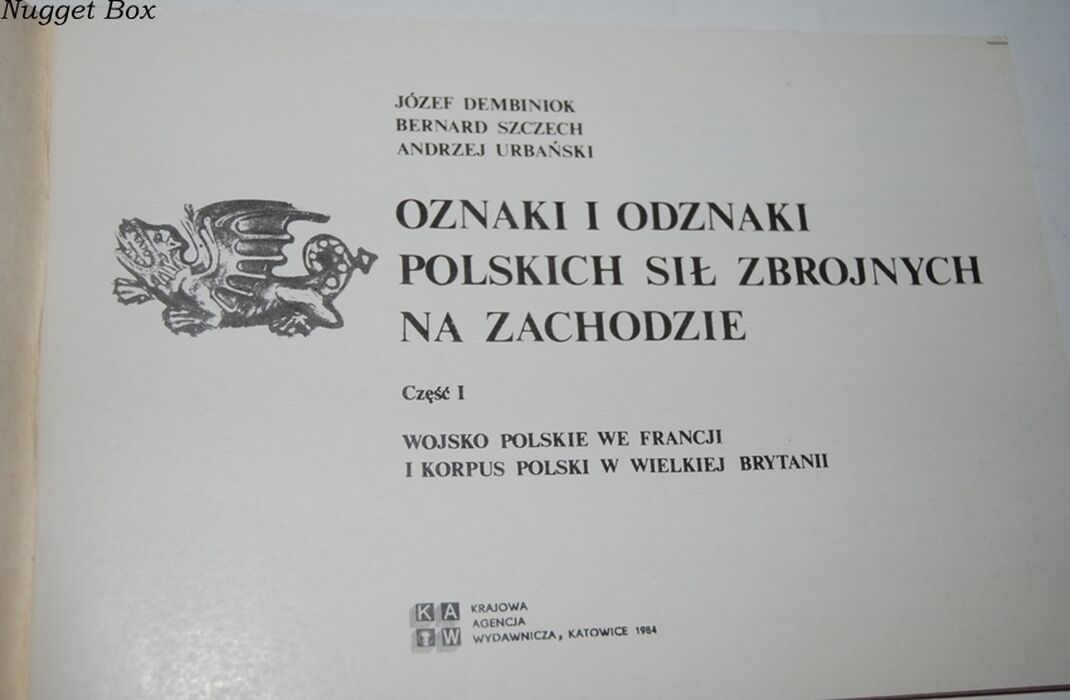 Nugget Box
JÓZEF DEMBINIOK
BERNARD SZCZECH
ANDRZEJ URBAŃSKI
OZNAKI I ODZNAKI
POLSKICH SIŁ ZBROJNYCH
NA ZACHODZIE
Część I
WOJSKO POLSKIE WE FRANCJI
I KORPUS POLSKI W WIELKIEJ BRYTANII
K A
W
KRAJOWA
AGENCJA
WYDAWNICZA, KATOWICE 1984